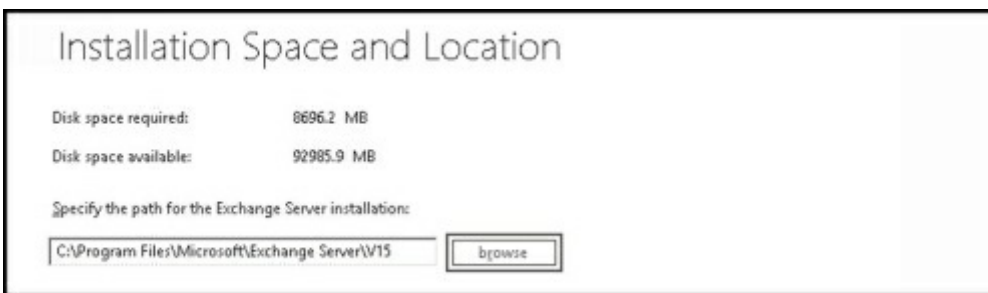 Installation Space and Location
Disk space required: 8696.2 MB
Disk space available: 92985.9 MB
Specify the path for the Exchange Server installation:
C:\Program Files\Microsoft\Exchange Server\V15 browse